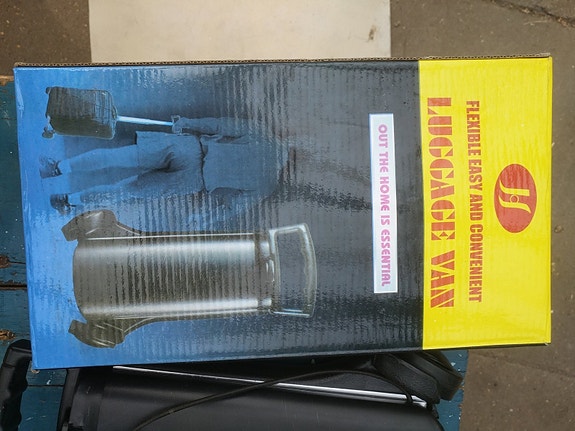 FLEXIBLE EASY AND CONVENIENT
LUGGAGE VAN
OUT THE HOME IS ESSENTIAL